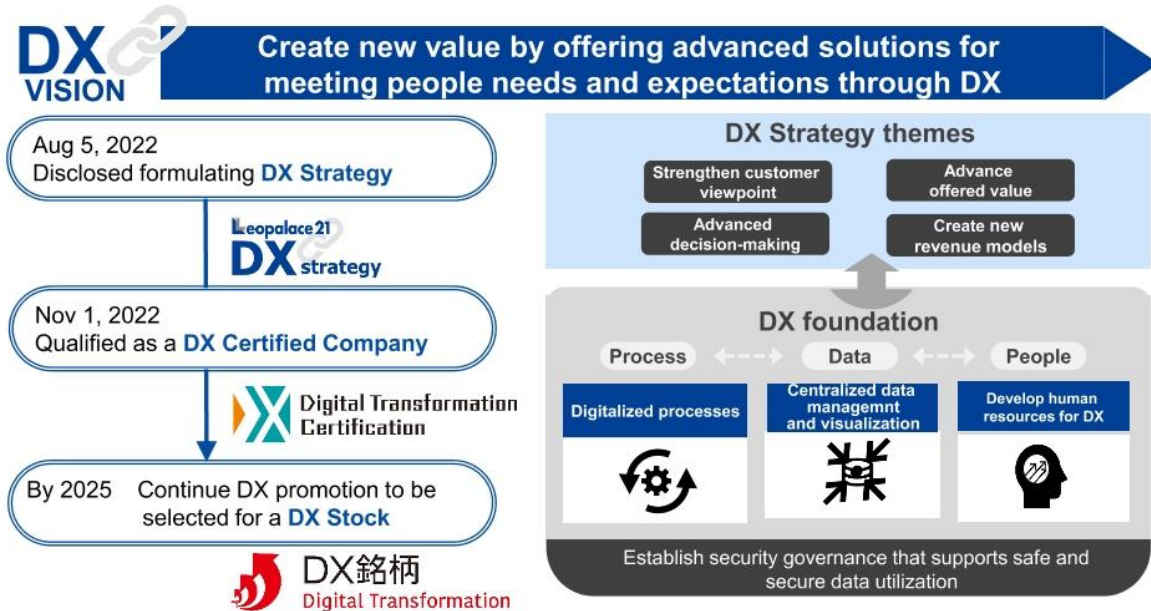 DX
VISION
Create new value by offering advanced solutions for
meeting people needs and expectations through DX
Aug 5, 2022
Disclosed formulating DX Strategy
Leopalace21
DX strategy
Nov 1, 2022
Qualified as a DX Certified Company
Digital Transformation
Certification
By 2025 Continue DX promotion to be
selected for a DX Stock
DX銘柄
Digital Transformation
DX Strategy themes
Strengthen customer
viewpoint
Advance
offered value
Advanced
decision-making
Create new
revenue models
DX foundation
Process
Data
People
Digitalized processes
Centralized data
managemnt
and visualization
Develop human
resources for DX
Establish security governance that supports safe and
secure data utilization